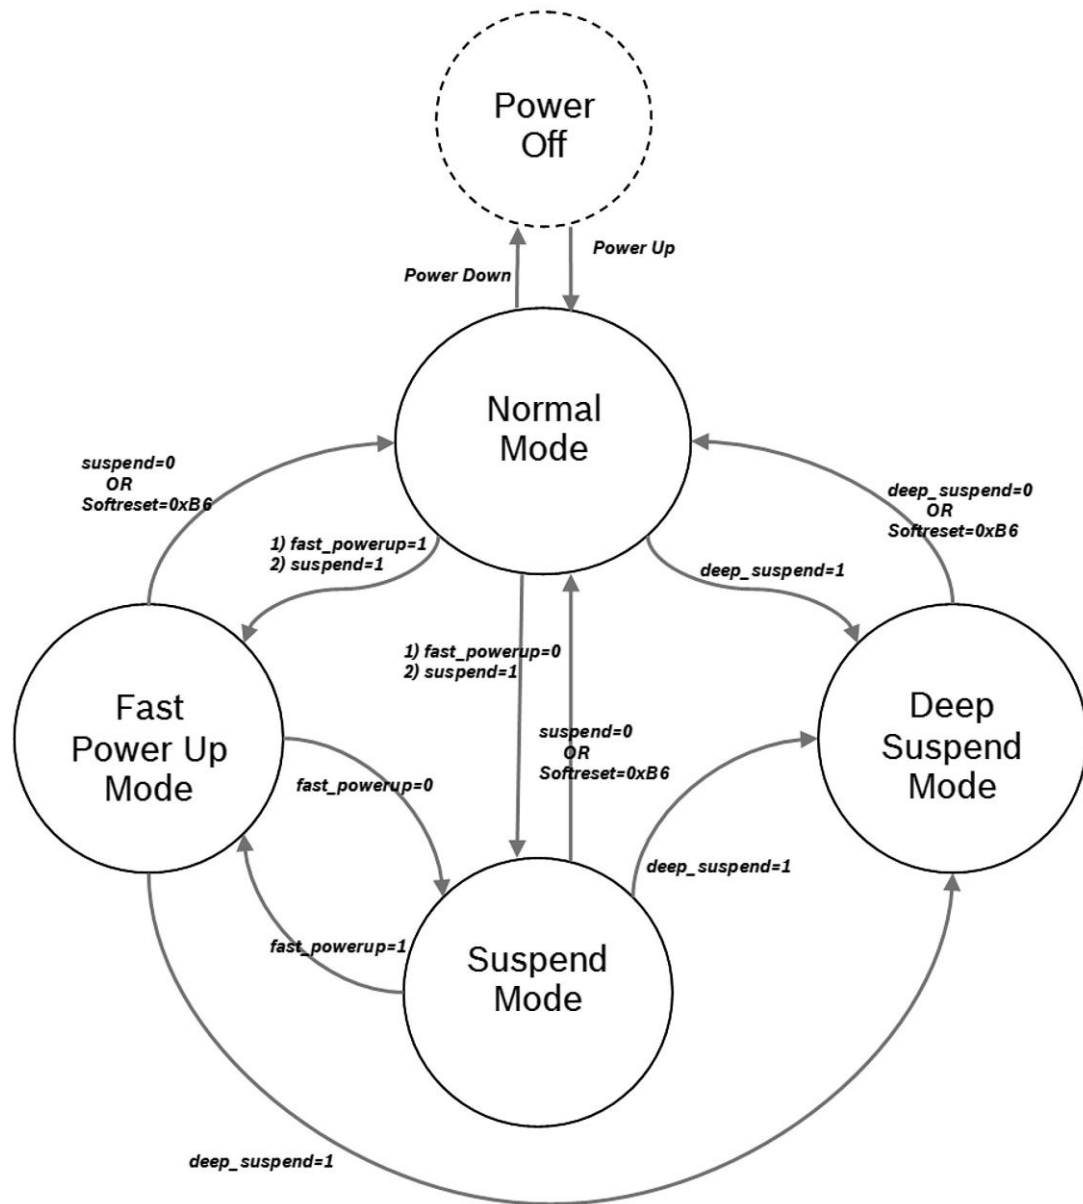 Power
Off
Power Down
Power Up
Normal
Mode
suspend=0
OR
Softreset=0xB6
1) fast_powerup=1
2) suspend=1
deep_suspend=0
OR
Softreset=0xB6
deep_suspend=1
1) fast_powerup=0
2) suspend=1
Fast
Power Up
Mode
suspend=0
OR
Softreset=0xB6
Deep
Suspend
Mode
fast_powerup=0
deep_suspend=1
fast_powerup=1
Suspend
Mode
deep_suspend=1